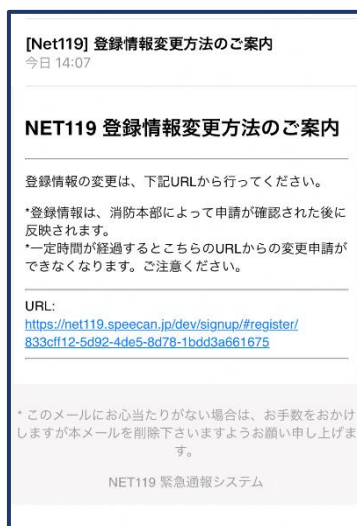 [Net119] 登録情報変更方法のご案内
今日 14:07
NET119 登録情報変更方法のご案内
登録情報の変更は、下記URLから行ってください。
*登録情報は、消防本部によって申請が確認された後に
反映されます。
*一定時間が経過するとこちらのURLからの変更申請が
できなくなります。ご注意ください。
URL:
https://net119.speecan.jp/dev/signup/#register/
833cff12-5d92-4de5-8d78-1bdd3a661675
* このメールにお心当たりがない場合は、お手数をおかけ
しますが本メールを削除下さいますようお願い申し上げま
す。
NET119 緊急通報システム